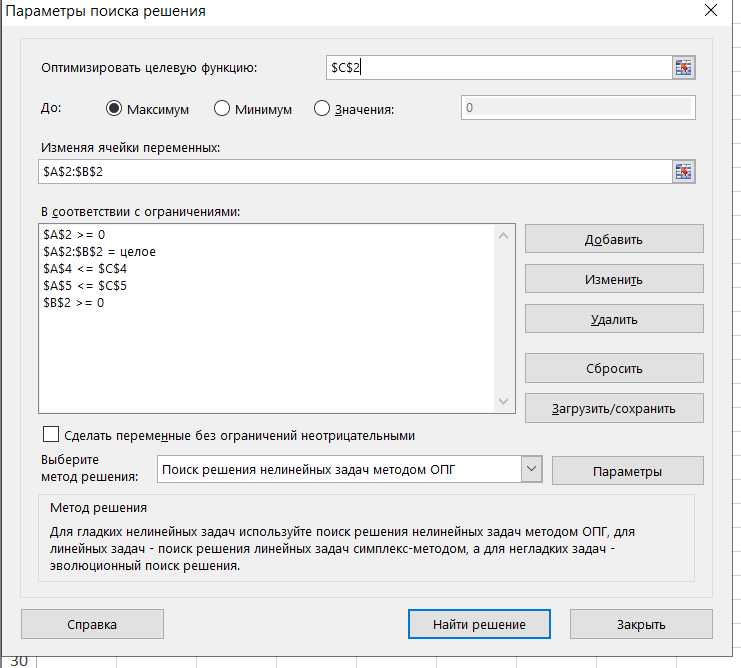 Параметры поиска решения
Оптимизировать целевую функцию:
$C$2
До:
Максимум
Минимум
Значения:
0
Изменяя ячейки переменных:
$A$2:$B$2
В соответствии с ограничениями:
$A$2 >= 0
$A$2:$B$2 = целое
$A$4 <= $C$4
$A$5 <= $C$5
$B$2 >= 0
Добавить
Изменить
Удалить
Сбросить
Загрузить/сохранить
Сделать переменные без ограничений неотрицательными
Выберите
метод решения:
Поиск решения нелинейных задач методом ОПГ
Параметры
Метод решения
Для гладких нелинейных задач используйте поиск решения нелинейных задач методом ОПГ, для
линейных задач - поиск решения линейных задач симплекс-методом, а для негладких задач -
эволюционный поиск решения.
Справка
Найти решение
Закрыть
30